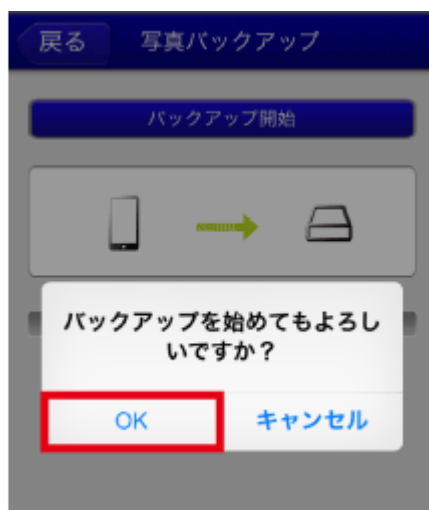 戻る 写真バックアップ
バックアップ開始
バックアップを始めてもよろし
いですか？
OK キャンセル